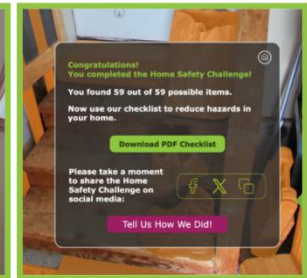 Congratulations!
You completed the Home Safety Challenge!
You found 59 out of 59 possible items.
Now use our checklist to reduce hazards in
your home.
Download PDF Checklist
Please take a moment
to share the Home
Safety Challenge on
social media:
Tell Us How We Did!